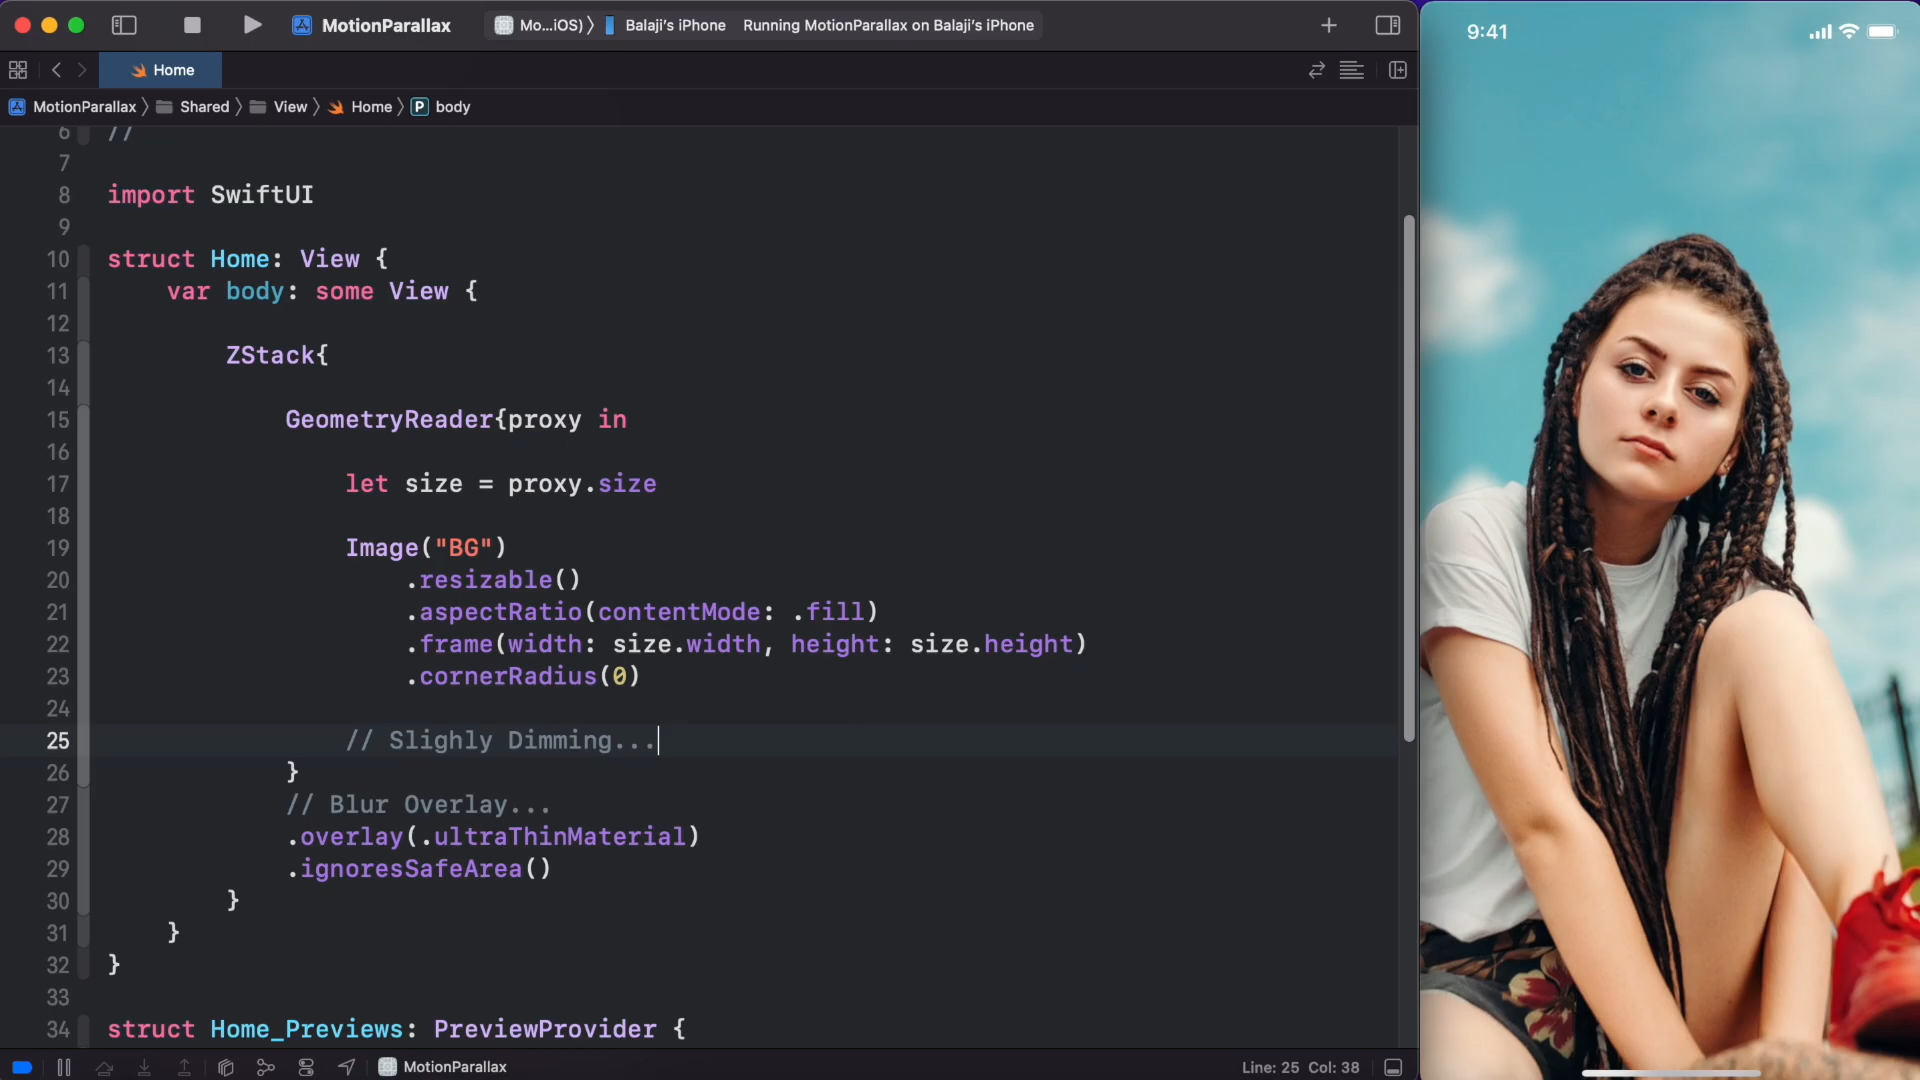 MotionParallax
Mo...iOS) 〉 Balaji's iPhone
Running MotionParallax on Balaji's iPhone
9:41
Home
MotionParallax 〉 Shared 〉 View 〉 Home 〉 P body
6 //
7
8 import SwiftUI
9
10 struct Home: View {
11 var body: some View {
12
13 ZStack{
14
15 GeometryReader{proxy in
16
17 let size = proxy.size
18
19 Image("BG")
20 .resizable()
21 .aspectRatio(contentMode: .fill)
22 .frame(width: size.width, height: size.height)
23 .cornerRadius(0)
24
25 // Slighly Dimming...
26 }
27 // Blur Overlay...
28 .overlay(.ultraThinMaterial)
29 .ignoresSafeArea()
30 }
31 }
32 }
33
34 struct Home_Previews: PreviewProvider {
MotionParallax
Line: 25 Col: 38